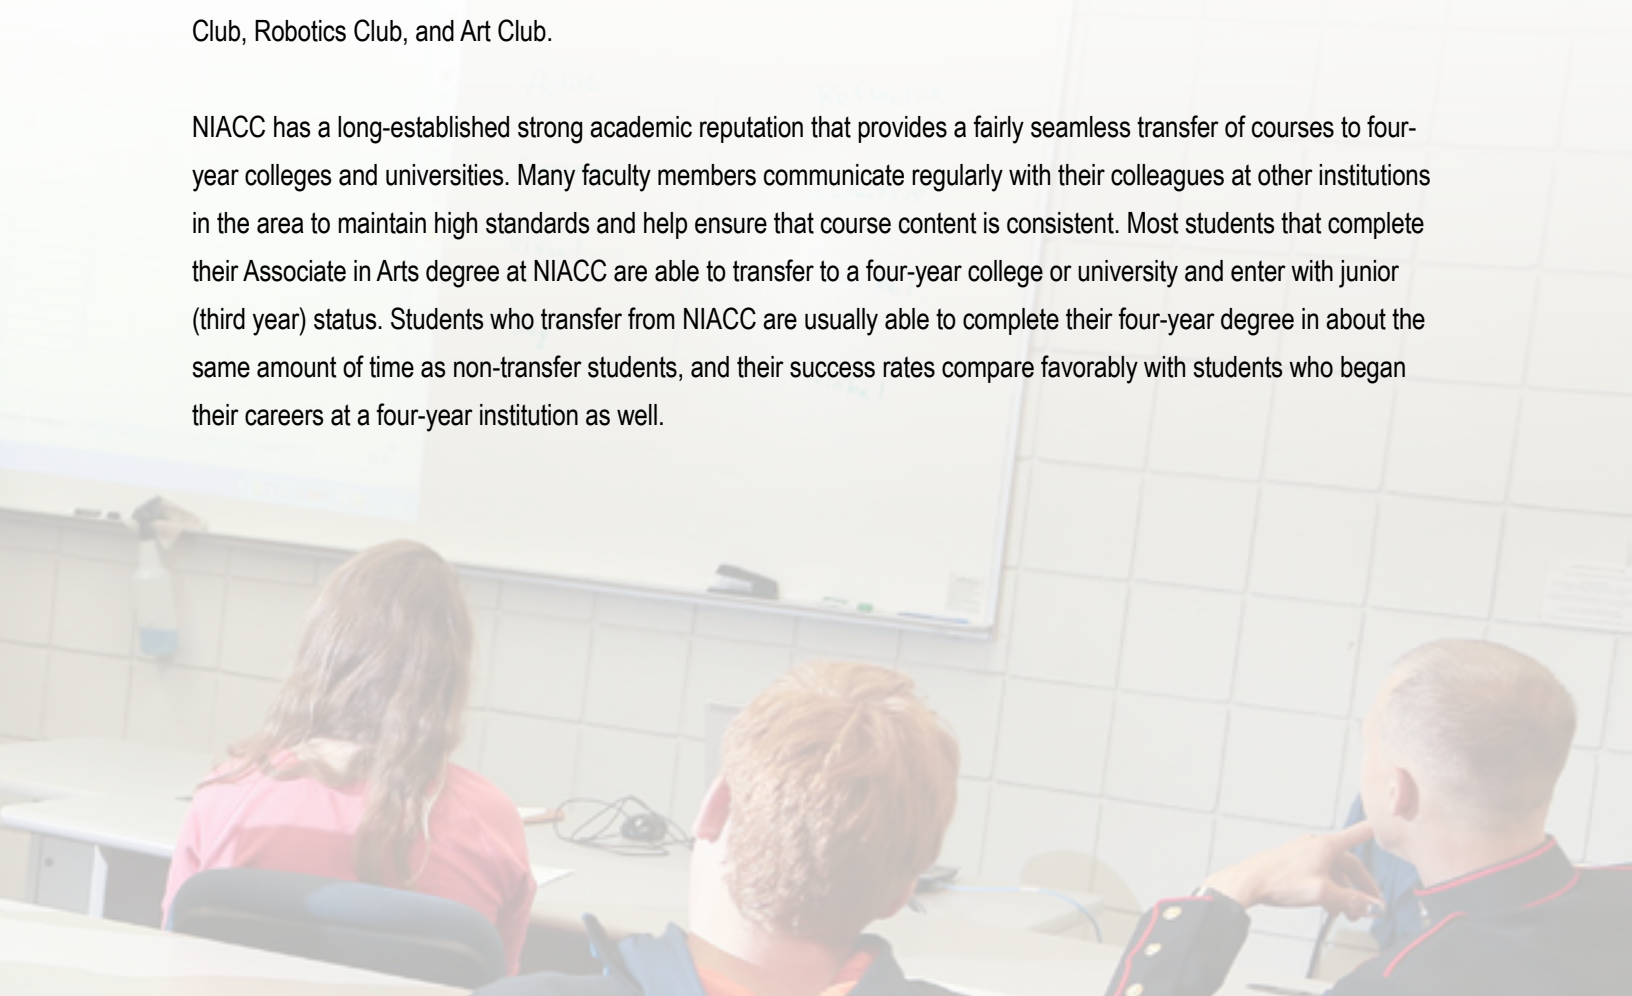 Club, Robotics Club, and Art Club.
NIACC has a long-established strong academic reputation that provides a fairly seamless transfer of courses to four-
year colleges and universities. Many faculty members communicate regularly with their colleagues at other institutions
in the area to maintain high standards and help ensure that course content is consistent. Most students that complete
their Associate in Arts degree at NIACC are able to transfer to a four-year college or university and enter with junior
(third year) status. Students who transfer from NIACC are usually able to complete their four-year degree in about the
same amount of time as non-transfer students, and their success rates compare favorably with students who began
their careers at a four-year institution as well.